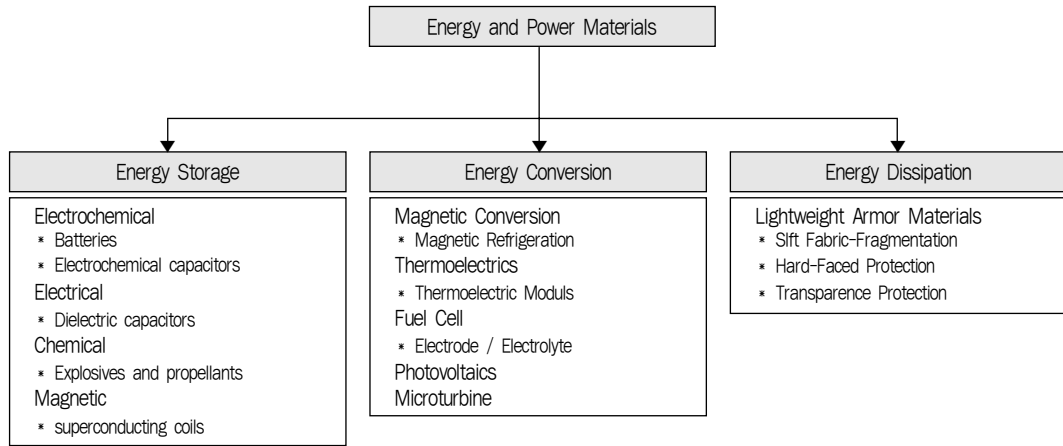 Energy and Power Materials
Energy Storage
Electrochemical
* Batteries
* Electrochemical capacitors
Electrical
* Dielectric capacitors
Chemical
* Explosives and propellants
Magnetic
* superconducting coils
Energy Conversion
Magnetic Conversion
* Magnetic Refrigeration
Thermoelectrics
* Thermoelectric Moduls
Fuel Cell
* Electrode / Electrolyte
Photovoltaics
Microturbine
Energy Dissipation
Lightweight Armor Materials
* Slft Fabric-Fragmentation
* Hard-Faced Protection
* Transparence Protection